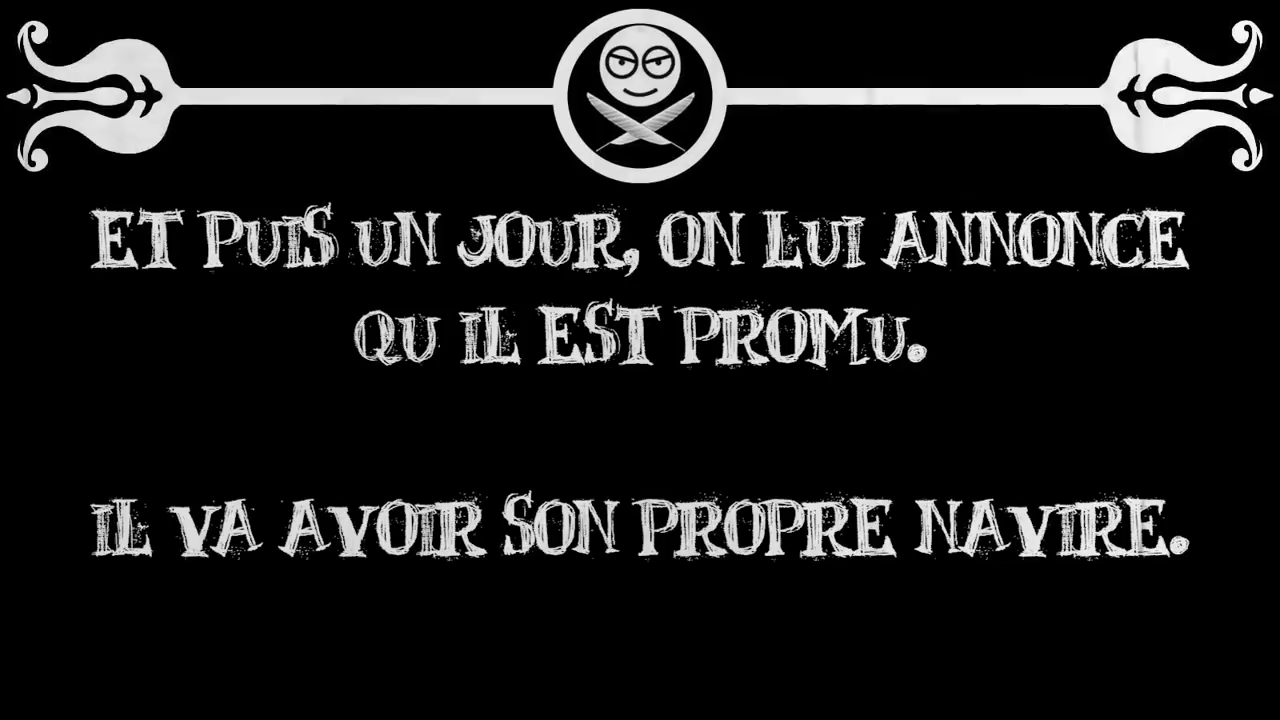 ET PUIS UN JOUR, ON LUI ANNONCE
QU IL EST PROMU.
IL VA AVOIR SON PROPRE NAVIRE.